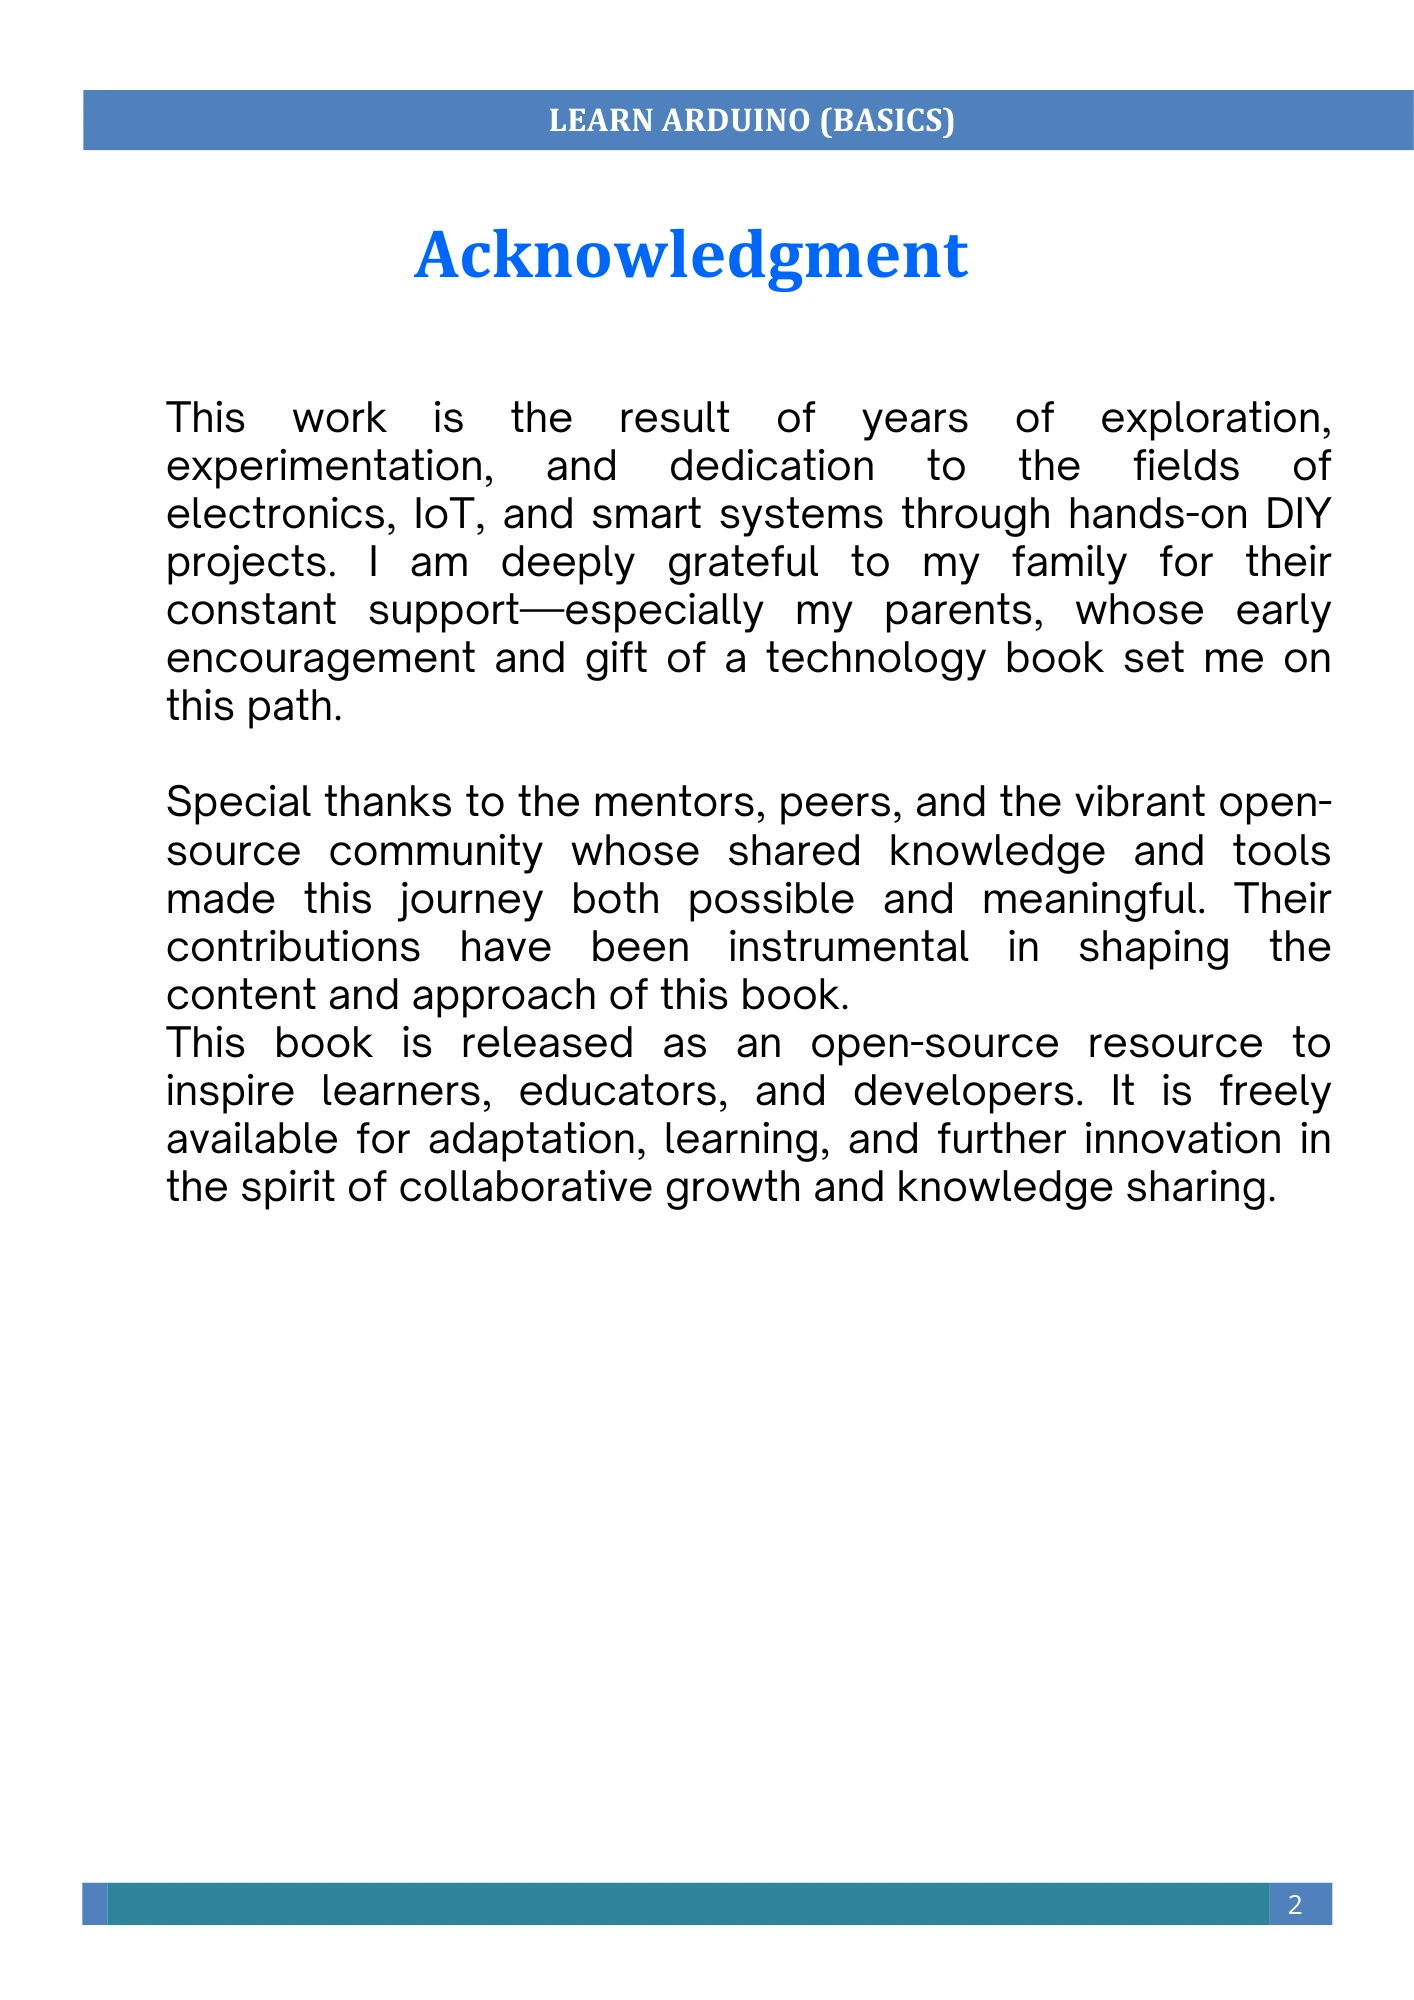 LEARN ARDUINO (BASICS)
Acknowledgment
This work is the result of years of exploration,
experimentation, and dedication to the fields of
electronics, IoT, and smart systems through hands-on DIY
projects. I am deeply grateful to my family for their
constant support—especially my parents, whose early
encouragement and gift of a technology book set me on
this path.
Special thanks to the mentors, peers, and the vibrant open-
source community whose shared knowledge and tools
made this journey both possible and meaningful. Their
contributions have been instrumental in shaping the
content and approach of this book.
This book is released as an open-source resource to
inspire learners, educators, and developers. It is freely
available for adaptation, learning, and further innovation in
the spirit of collaborative growth and knowledge sharing.
2